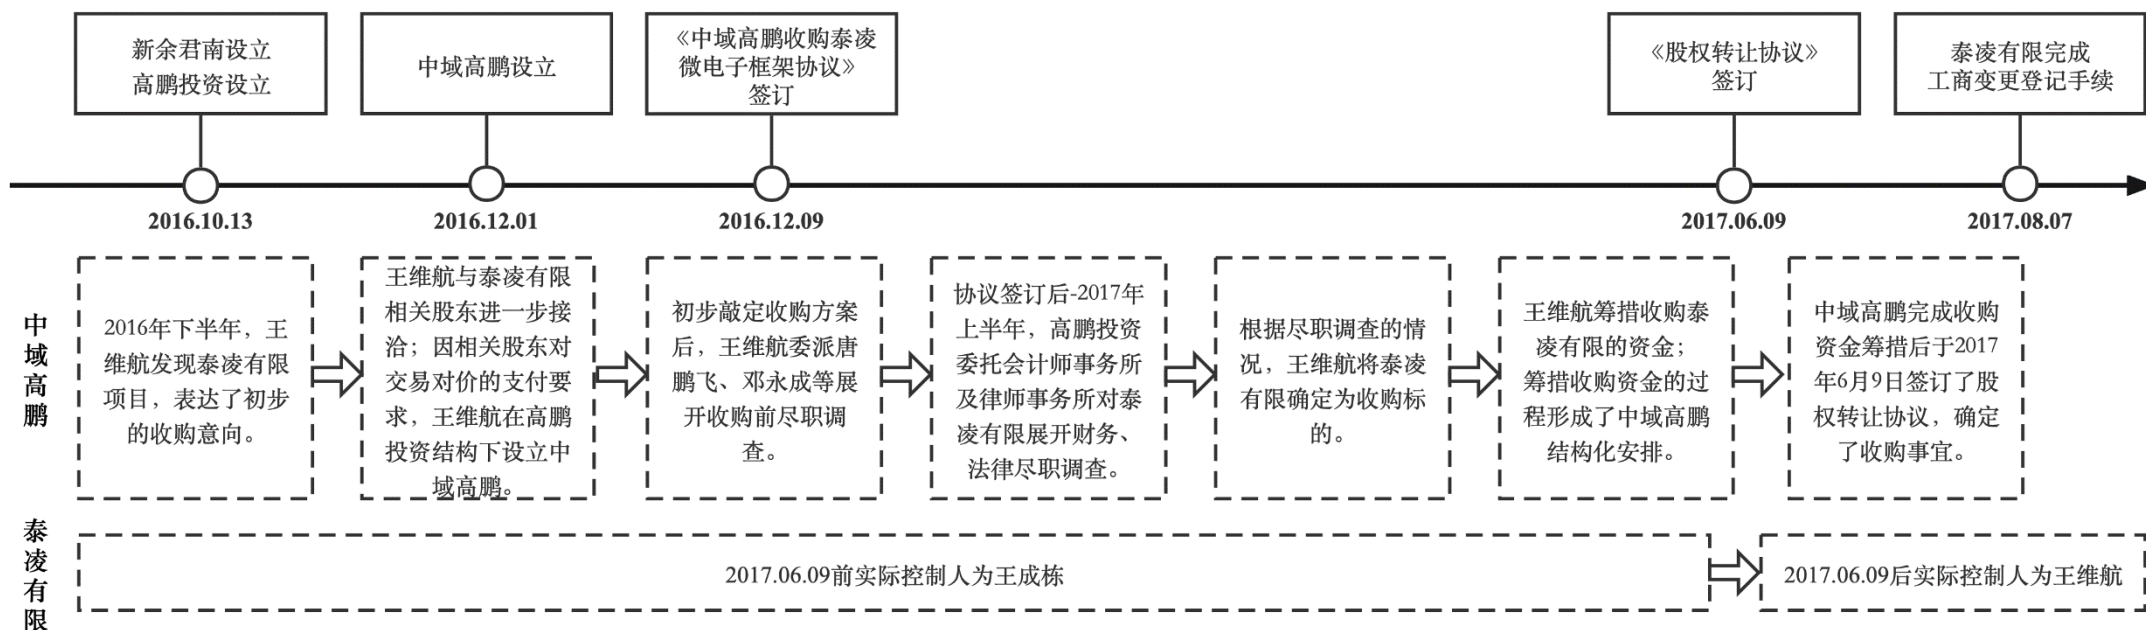 新余君南设立
高鹏投资设立
中域高鹏设立
《中域高鹏收购泰凌
微电子框架协议》
签订
《股权转让协议》
签订
泰凌有限完成
工商变更登记手续
2016.10.13
2016.12.01
2016.12.09
2017.06.09
2017.08.07
中域高鹏
2016年下半年，王
维航发现泰凌有限
项目，表达了初步
的收购意向。
王维航与泰凌有限
相关股东进一步接
洽；因相关股东对
交易对价的支付要
求，王维航在高鹏
投资结构下设立中
域高鹏。
初步敲定收购方案
后，王维航委派唐
鹏飞、邓永成等展
开收购前尽职调
查。
协议签订后-2017年
上半年，高鹏投资
委托会计师事务所
及律师事务所对泰
凌有限展开财务、
法律尽职调查。
根据尽职调查的情
况，王维航将泰凌
有限确定为收购标
的。
王维航筹措收购泰
凌有限的资金；
筹措收购资金的过
程形成了中域高鹏
结构化安排。
中域高鹏完成收购
资金筹措后于2017
年6月9日签订了股
权转让协议，确定
了收购事宜。
泰凌有限
2017.06.09前实际控制人为王成栋
2017.06.09后实际控制人为王维航